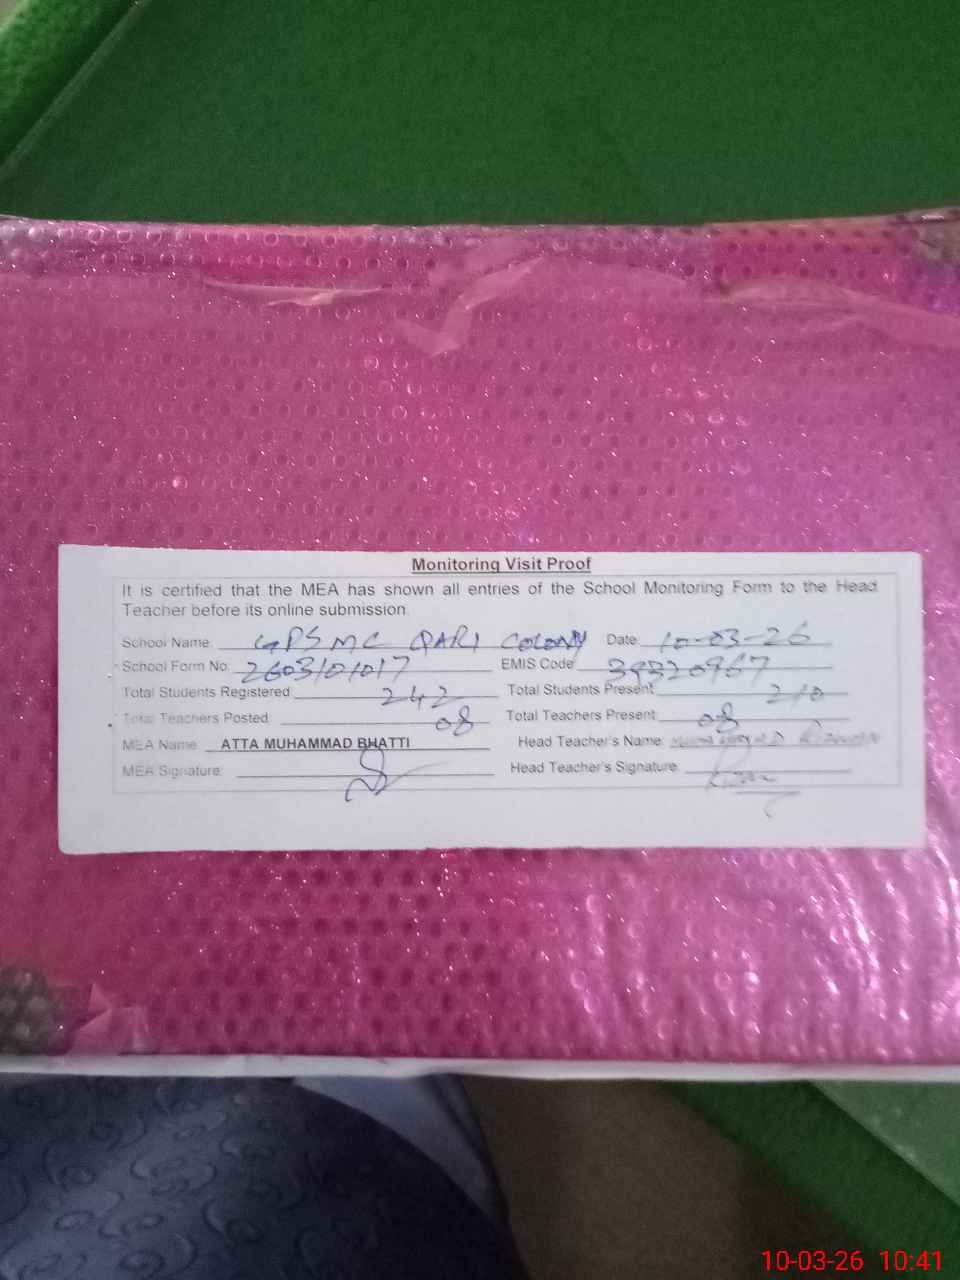 Monitoring Visit Proof
It is certified that the MEA has shown all entries of the School Monitoring Form to the Head
Teacher before its online submission.
School Name: GPS MC QARI COLONY Date: 10-03-26
School Form No: 2603101017 EMIS Code: 39320967
Total Students Registered: 242 Total Students Present: 210
Total Teachers Posted: 08 Total Teachers Present: 08
MEA Name: ATTA MUHAMMAD BHATTI Head Teacher's Name: MUHAMMAD RIZWAN
MEA Signature: Head Teacher's Signature:
10-03-26 10:41